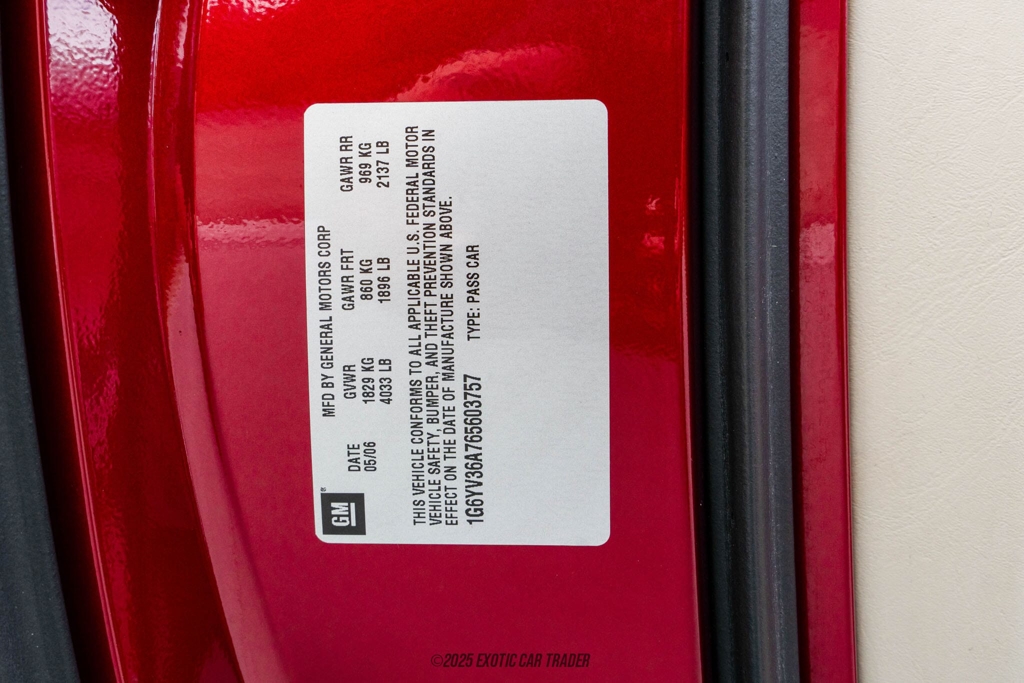 GM®
MFD BY GENERAL MOTORS CORP
DATE GVWR GAWR FRT GAWR RR
05/06 1829 KG 860 KG 969 KG
4033 LB 1896 LB 2137 LB
THIS VEHICLE CONFORMS TO ALL APPLICABLE U.S. FEDERAL MOTOR
VEHICLE SAFETY, BUMPER, AND THEFT PREVENTION STANDARDS IN
EFFECT ON THE DATE OF MANUFACTURE SHOWN ABOVE.
1G6YV36A765603757 TYPE: PASS CAR
©2025 EXOTIC CAR TRADER